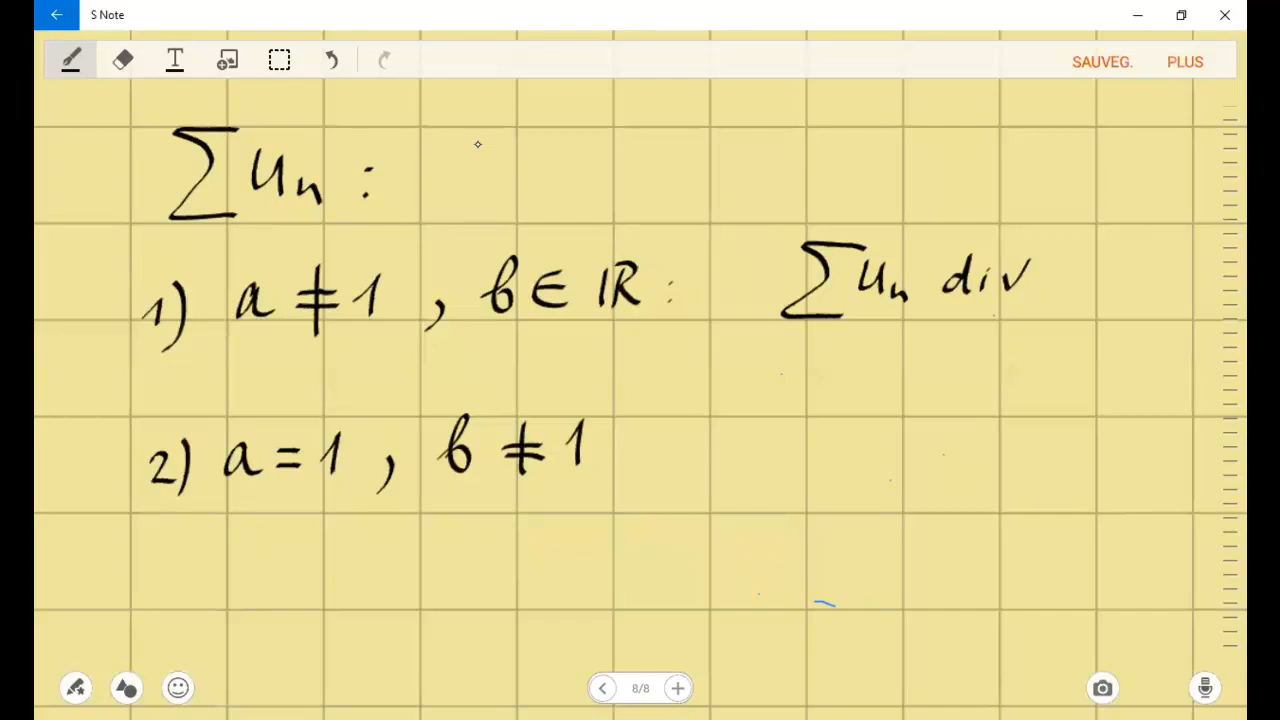 S Note
T
SAUVEG. PLUS
∑ Un :
1) a ≠ 1 , b ∈ ℝ : ∑ Un div
2) a = 1 , b ≠ 1
8/8